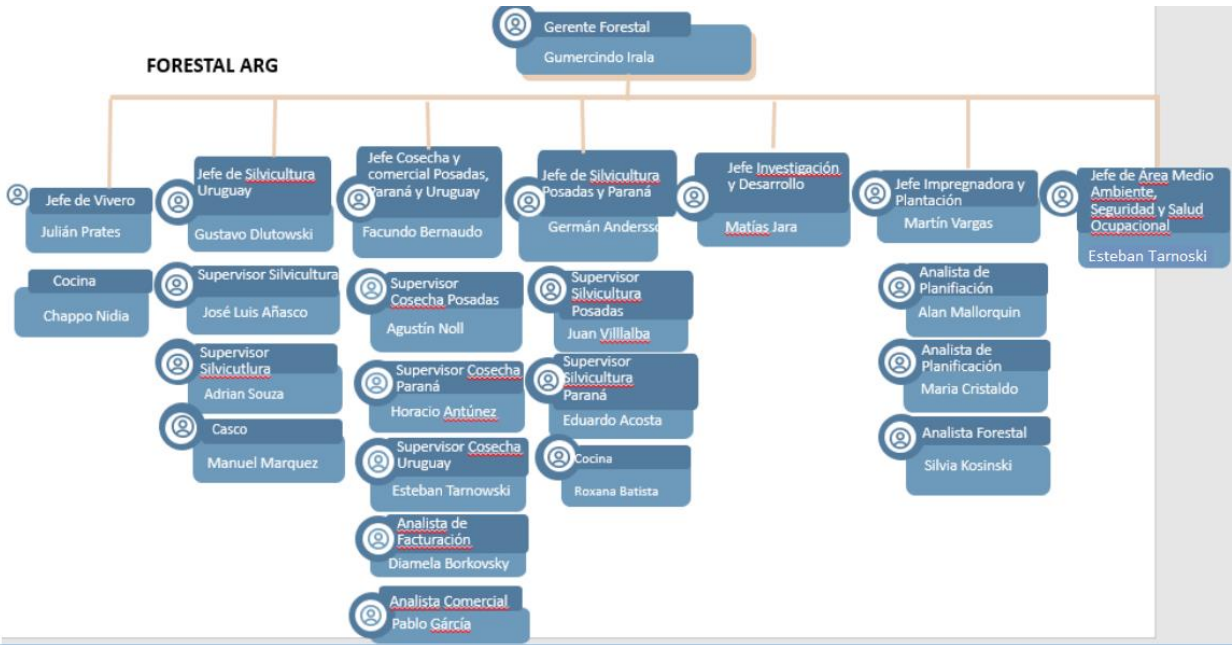 Gerente Forestal
Gumercindo Irala
FORESTAL ARG
Jefe de Vivero
Julián Prates
Cocina
Chappo Nidia
Jefe de Silvicultura
Uruguay
Gustavo Dlutowski
Supervisor Silvicultura
José Luis Añasco
Supervisor
Silvicutlura
Adrian Souza
Casco
Manuel Marquez
Jefe Cosecha y
comercial Posadas,
Paraná y Uruguay
Facundo Bernaudo
Supervisor
Cosecha Posadas
Agustín Noll
Supervisor Cosecha
Paraná
Horacio Antúnez
Supervisor Cosecha
Uruguay
Esteban Tarnowski
Analista de
Facturación
Diamela Borkovsky
Analista Comercial
Pablo Gárcía
Jefe de Silvicultura
Posadas y Paraná
Germán Andersso
Supervisor
Silvicultura
Posadas
Juan Villlalba
Supervisor
Silvicultura
Paraná
Eduardo Acosta
Cocina
Roxana Batista
Jefe Investigación
y Desarrollo
Matías Jara
Jefe Impregnadora y
Plantación
Martín Vargas
Analista de
Planifiación
Alan Mallorquin
Analista de
Planificación
Maria Cristaldo
Analista Forestal
Silvia Kosinski
Jefe de Área Medio
Ambiente,
Seguridad y Salud
Ocupacional
Esteban Tarnoski